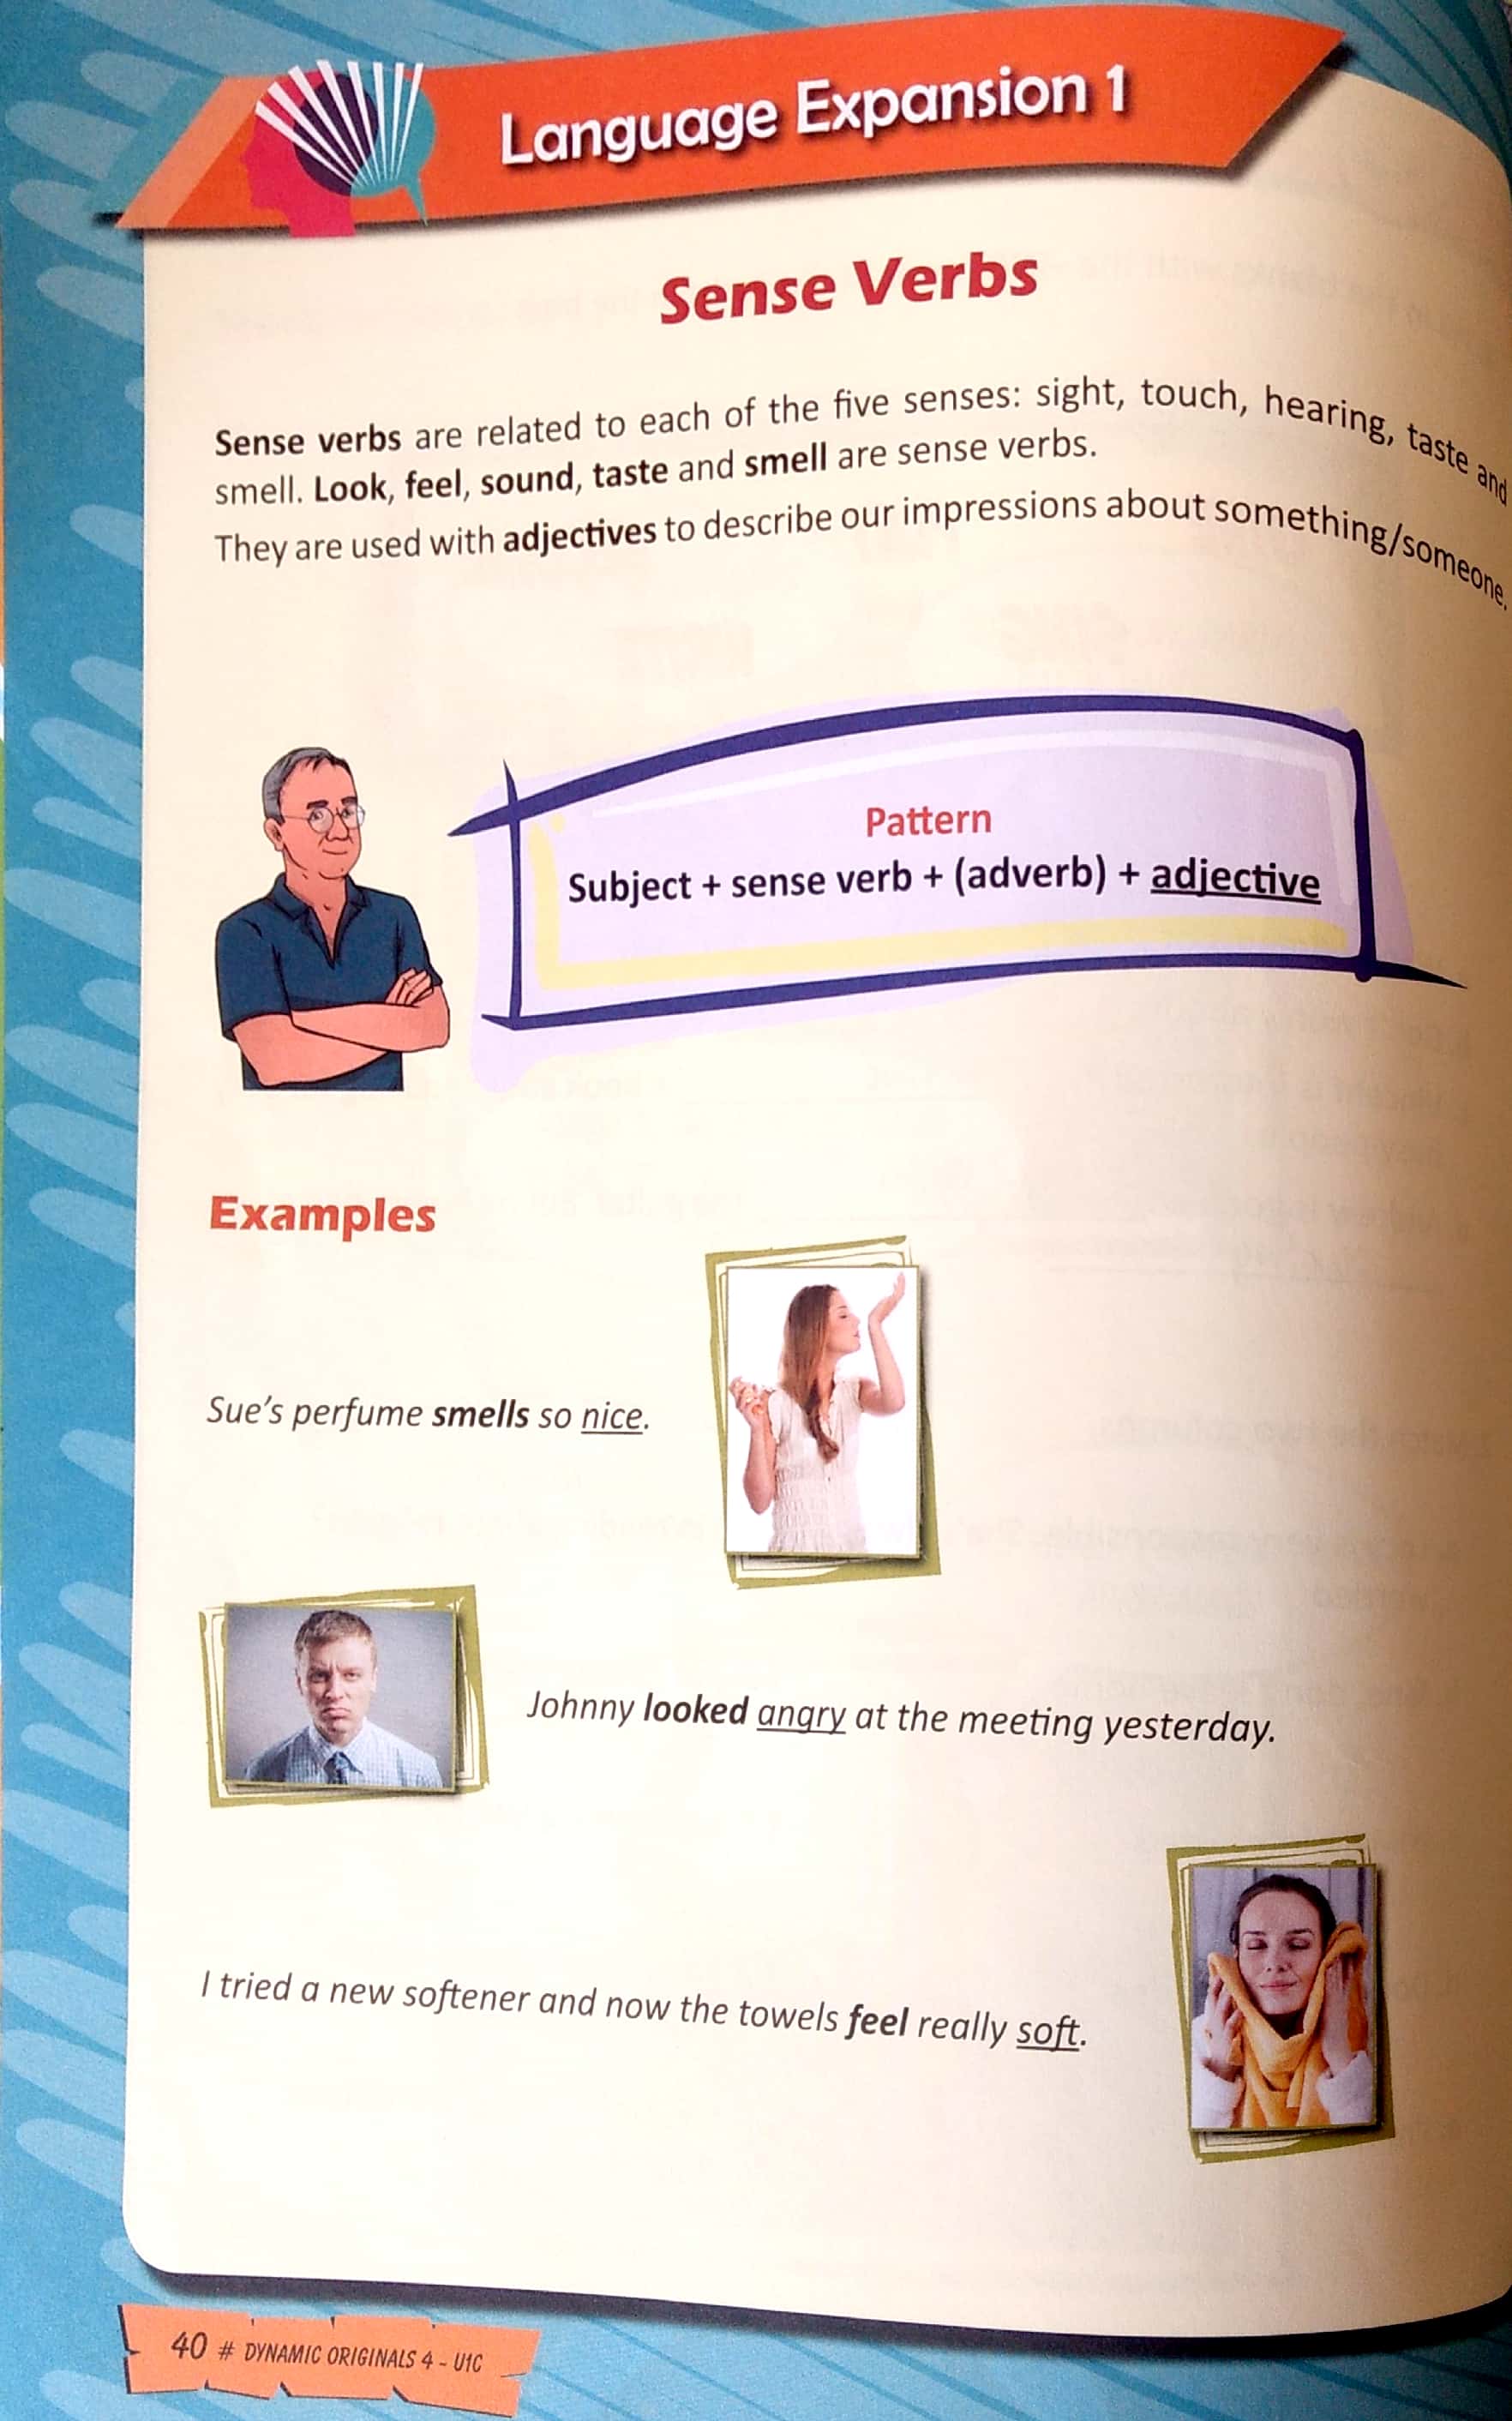 Language Expansion 1
Sense Verbs
Sense verbs are related to each of the five senses: sight, touch, hearing, taste and
smell. Look, feel, sound, taste and smell are sense verbs.
They are used with adjectives to describe our impressions about something/someone.
Pattern
Subject + sense verb + (adverb) + adjective
Examples
Sue's perfume smells so nice.
Johnny looked angry at the meeting yesterday.
I tried a new softener and now the towels feel really soft.
40 # DYNAMIC ORIGINALS 4 - U1C